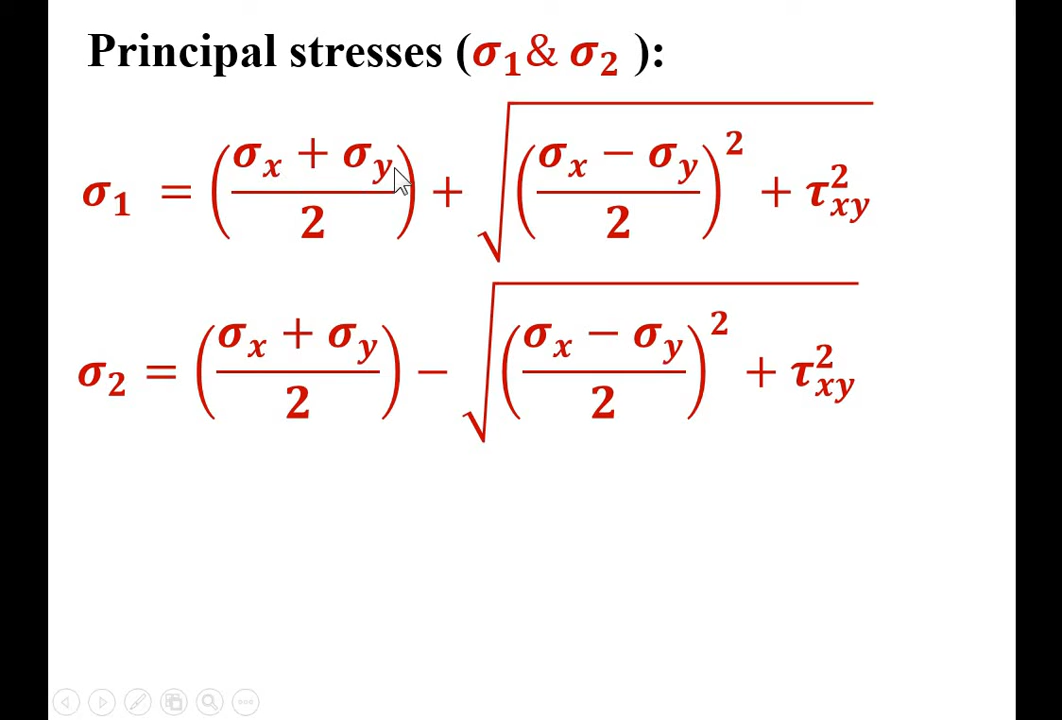 Principal stresses (σ₁& σ₂ ):
σ₁ = ((σₓ + σᵧ)/2) + √(((σₓ − σᵧ)/2)² + τ²ₓᵧ)
σ₂ = ((σₓ + σᵧ)/2) − √(((σₓ − σᵧ)/2)² + τ²ₓᵧ)